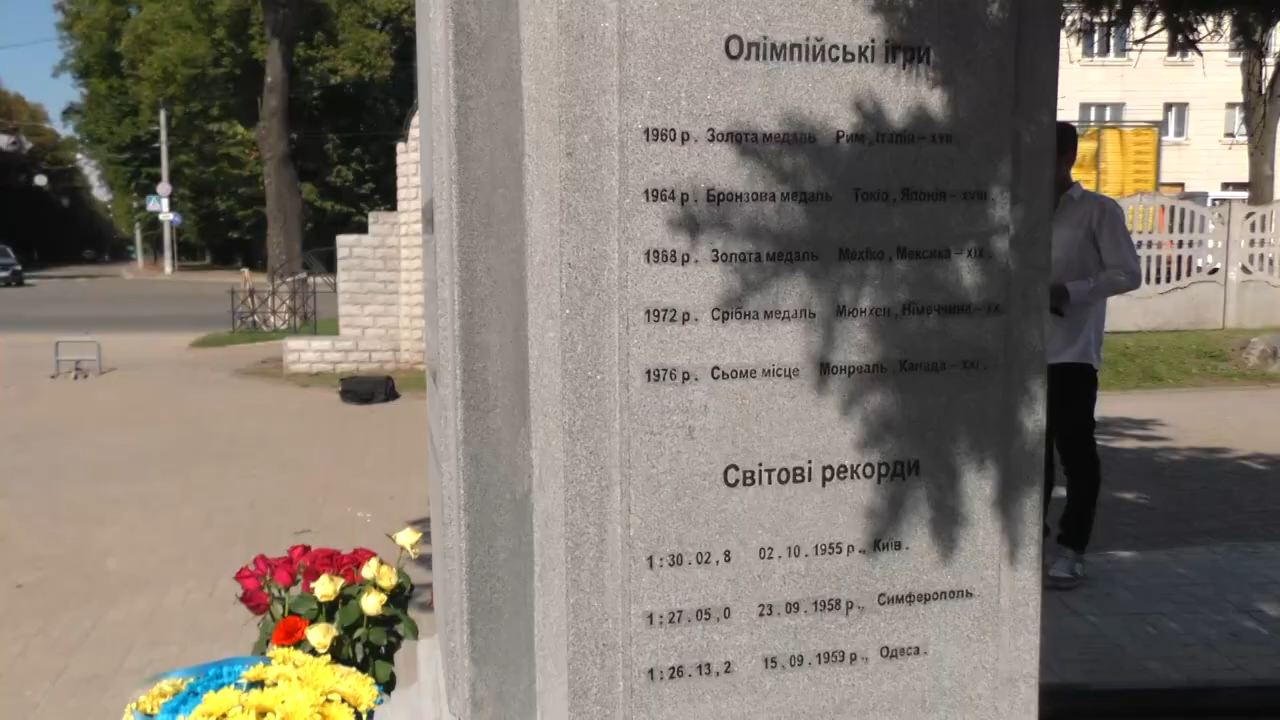 Олімпійські ігри
1960 р. Золота медаль Рим, Італія – XVII.
1964 р. Бронзова медаль Токіо, Японія – XVIII.
1968 р. Золота медаль Мехіко, Мексика – XIX.
1972 р. Срібна медаль Мюнхен, Німеччина – XX.
1976 р. Сьоме місце Монреаль, Канада – XXI.
Світові рекорди
1:30.02,8 02.10.1955 р., Київ.
1:27.05,0 23.09.1958 р., Симферополь
1:26.13,2 15.09.1959 р., Одеса.